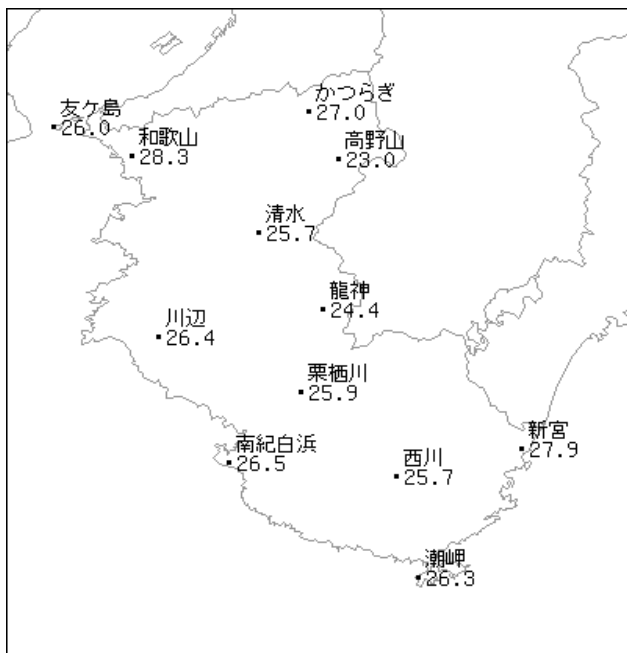 かつらぎ
27.0
友ケ島
26.0
和歌山
28.3
高野山
23.0
清水
25.7
龍神
24.4
川辺
26.4
栗栖川
25.9
新宮
27.9
南紀白浜
26.5
西川
25.7
潮岬
26.3